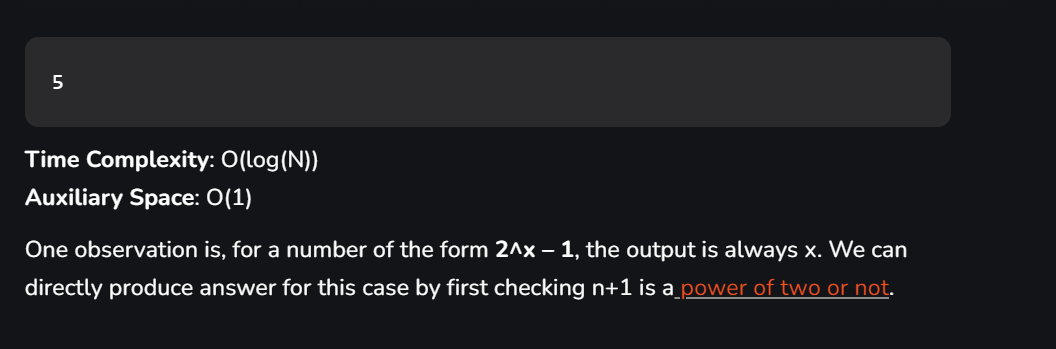 5
Time Complexity: O(log(N))
Auxiliary Space: O(1)
One observation is, for a number of the form 2^x – 1, the output is always x. We can
directly produce answer for this case by first checking n+1 is a power of two or not.